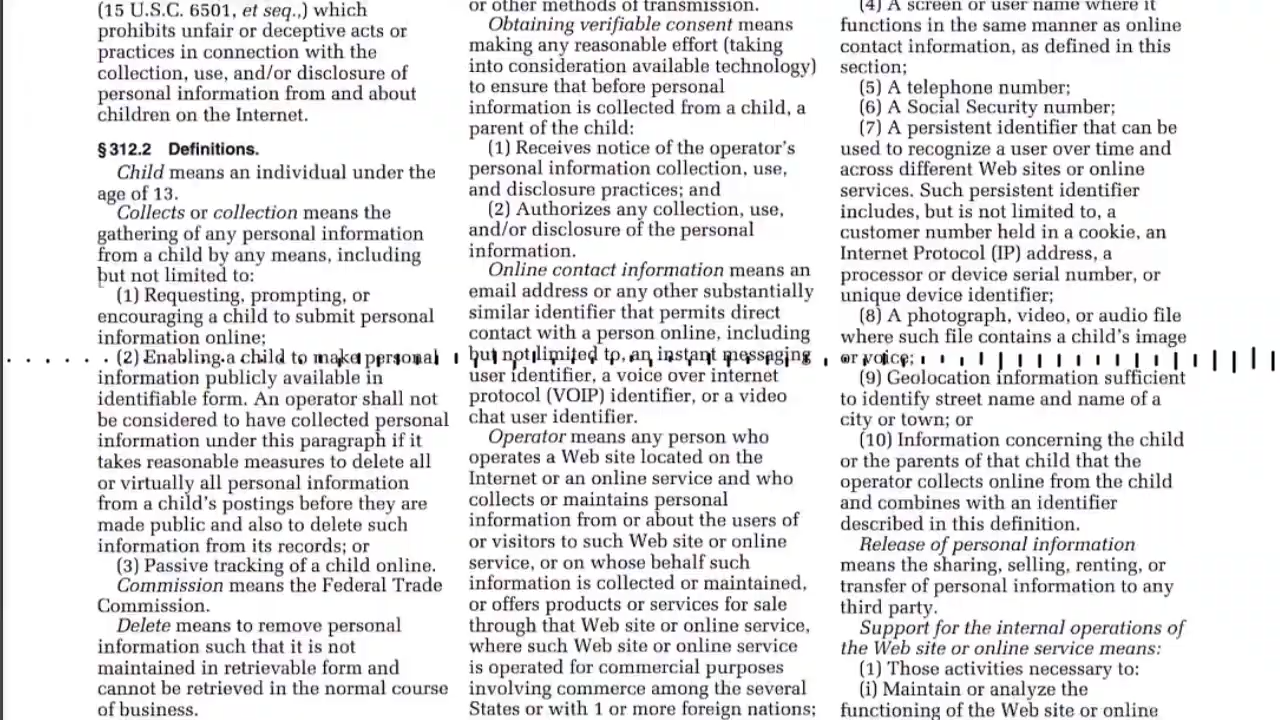 (15 U.S.C. 6501, et seq.,) which
prohibits unfair or deceptive acts or
practices in connection with the
collection, use, and/or disclosure of
personal information from and about
children on the Internet.
§ 312.2 Definitions.
Child means an individual under the
age of 13.
Collects or collection means the
gathering of any personal information
from a child by any means, including
but not limited to:
(1) Requesting, prompting, or
encouraging a child to submit personal
information online;
(2) Enabling a child to make personal
information publicly available in
identifiable form. An operator shall not
be considered to have collected personal
information under this paragraph if it
takes reasonable measures to delete all
or virtually all personal information
from a child's postings before they are
made public and also to delete such
information from its records; or
(3) Passive tracking of a child online.
Commission means the Federal Trade
Commission.
Delete means to remove personal
information such that it is not
maintained in retrievable form and
cannot be retrieved in the normal course
of business.
or other methods of transmission.
Obtaining verifiable consent means
making any reasonable effort (taking
into consideration available technology)
to ensure that before personal
information is collected from a child, a
parent of the child:
(1) Receives notice of the operator's
personal information collection, use,
and disclosure practices; and
(2) Authorizes any collection, use,
and/or disclosure of the personal
information.
Online contact information means an
email address or any other substantially
similar identifier that permits direct
contact with a person online, including
but not limited to, an instant messaging
user identifier, a voice over internet
protocol (VOIP) identifier, or a video
chat user identifier.
Operator means any person who
operates a Web site located on the
Internet or an online service and who
collects or maintains personal
information from or about the users of
or visitors to such Web site or online
service, or on whose behalf such
information is collected or maintained,
or offers products or services for sale
through that Web site or online service,
where such Web site or online service
is operated for commercial purposes
involving commerce among the several
States or with 1 or more foreign nations;
(4) A screen or user name where it
functions in the same manner as online
contact information, as defined in this
section;
(5) A telephone number;
(6) A Social Security number;
(7) A persistent identifier that can be
used to recognize a user over time and
across different Web sites or online
services. Such persistent identifier
includes, but is not limited to, a
customer number held in a cookie, an
Internet Protocol (IP) address, a
processor or device serial number, or
unique device identifier;
(8) A photograph, video, or audio file
where such file contains a child's image
or voice;
(9) Geolocation information sufficient
to identify street name and name of a
city or town; or
(10) Information concerning the child
or the parents of that child that the
operator collects online from the child
and combines with an identifier
described in this definition.
Release of personal information
means the sharing, selling, renting, or
transfer of personal information to any
third party.
Support for the internal operations of
the Web site or online service means:
(1) Those activities necessary to:
(i) Maintain or analyze the
functioning of the Web site or online